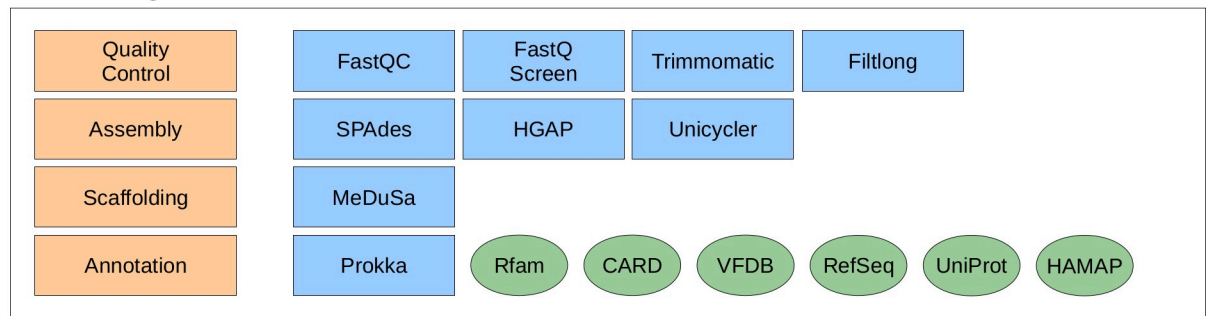 Quality
Control
FastQC
FastQ
Screen
Trimmomatic
Filtlong
Assembly
SPAdes
HGAP
Unicycler
Scaffolding
MeDuSa
Annotation
Prokka
Rfam
CARD
VFDB
RefSeq
UniProt
HAMAP